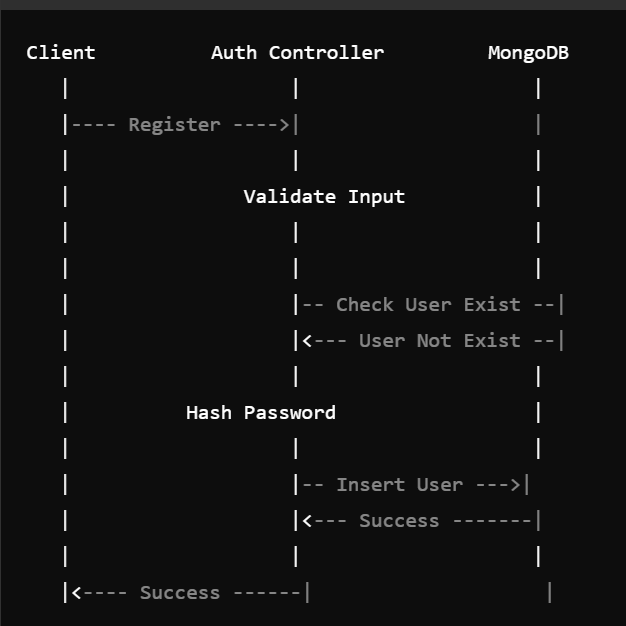 Client          Auth Controller         MongoDB
   |                   |                    |
   |---- Register ---->|                    |
   |                   |                    |
   |               Validate Input           |
   |                   |                    |
   |                   |                    |
   |                   |-- Check User Exist --|
   |                   |<--- User Not Exist --|
   |                   |                    |
   |          Hash Password                 |
   |                   |                    |
   |                   |-- Insert User --->|
   |                   |<--- Success -------|
   |                   |                    |
   |<---- Success ------|                    |